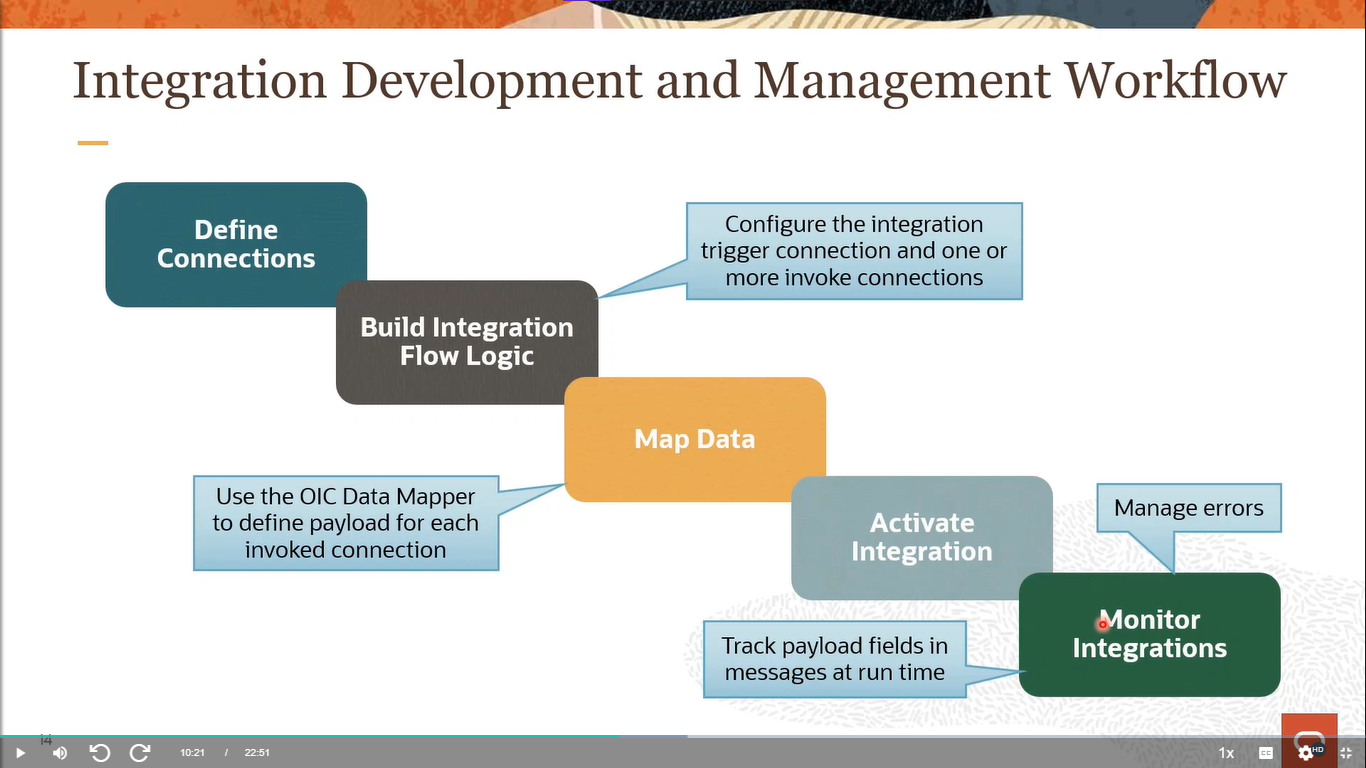 Integration Development and Management Workflow
Define
Connections
Configure the integration
trigger connection and one or
more invoke connections
Build Integration
Flow Logic
Map Data
Use the OIC Data Mapper
to define payload for each
invoked connection
Activate
Integration
Manage errors
Monitor
Integrations
Track payload fields in
messages at run time
14
10:21 / 22:51
1x
CC
HD